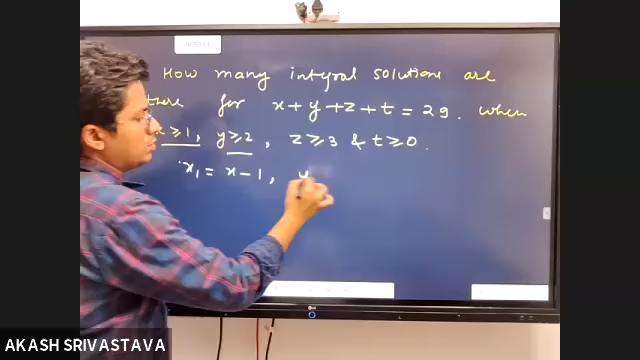 How many integral solutions are
there for x + y + z + t = 29. When
x ⩾ 1, y ⩾ 2, z ⩾ 3 & t ⩾ 0.
x₁ = x - 1, y
AKASH SRIVASTAVA